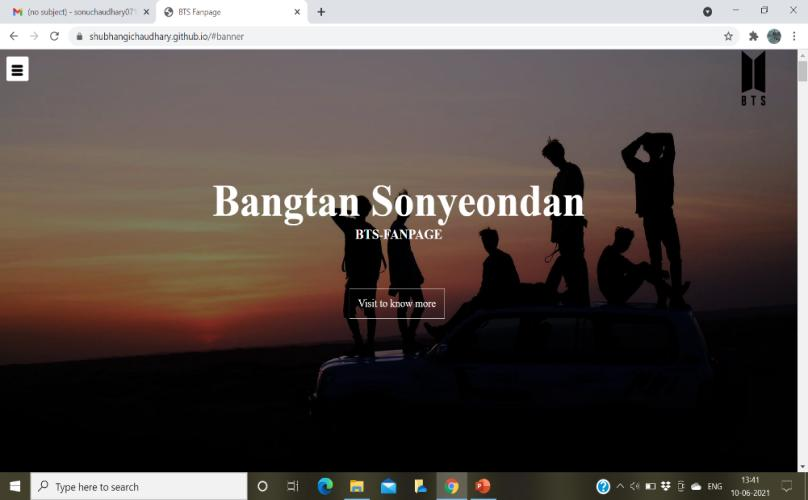 (no subject) - sonuchaudhary07
BTS Fanpage
shubhangichaudhary.github.io/#banner
BTS
Bangtan Sonyeondan
BTS-FANPAGE
Visit to know more
Type here to search
ENG
13:41
10-06-2021